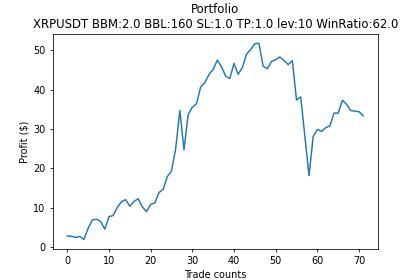 Portfolio
XRPUSDT BBM:2.0 BBL:160 SL:1.0 TP:1.0 lev:10 WinRatio:62.0
50
40
30
20
10
0
Profit ($)
0 10 20 30 40 50 60 70
Trade counts